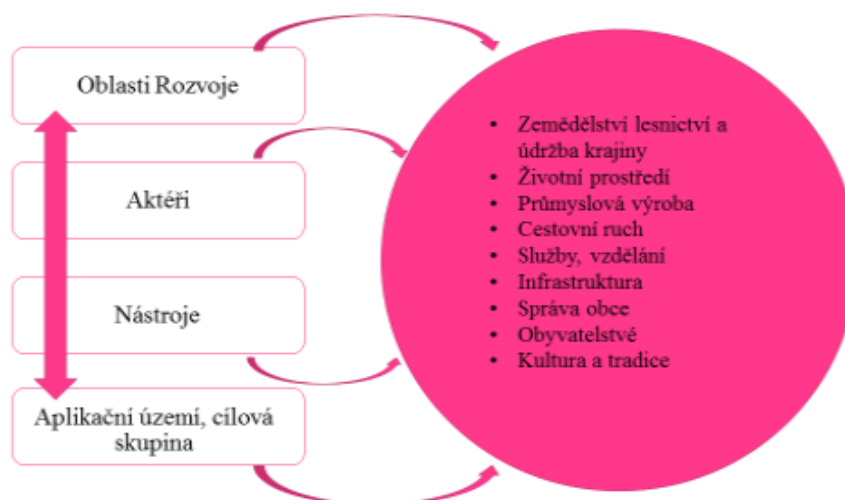 Oblasti Rozvoje
Aktéři
Nástroje
Aplikační území, cílová
skupina
• Zemědělství lesnictví a
údržba krajiny
• Životní prostředí
• Průmyslová výroba
• Cestovní ruch
• Služby, vzdělání
• Infrastruktura
• Správa obce
• Obyvatelstvé
• Kultura a tradice